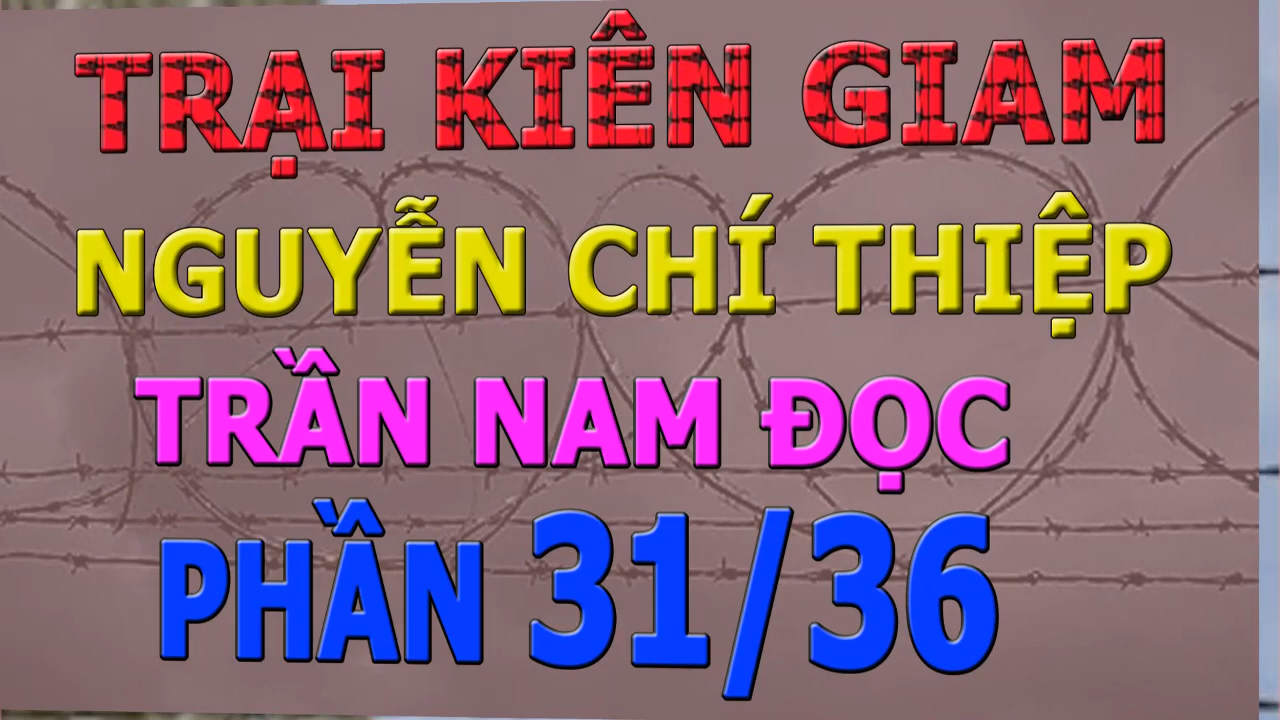 TRẠI KIÊN GIAM
NGUYỄN CHÍ THIỆP
TRẦN NAM ĐỌC
PHẦN 31/36